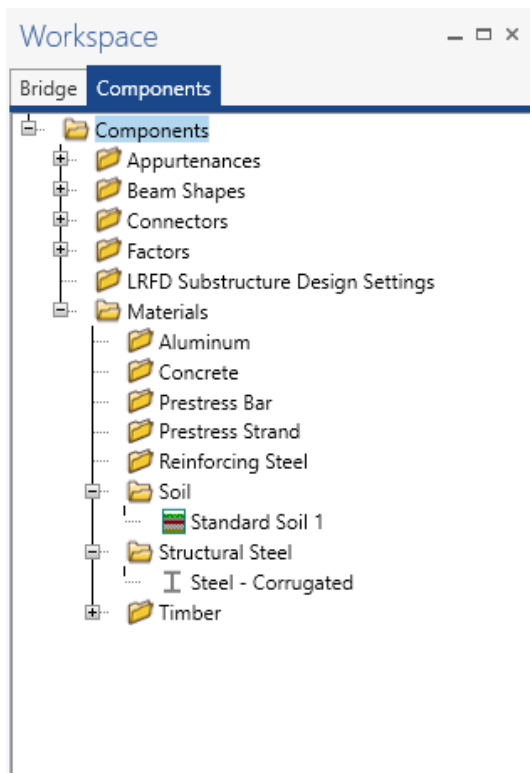 Workspace
Bridge Components
Components
Appurtenances
Beam Shapes
Connectors
Factors
LRFD Substructure Design Settings
Materials
Aluminum
Concrete
Prestress Bar
Prestress Strand
Reinforcing Steel
Soil
Standard Soil 1
Structural Steel
Steel - Corrugated
Timber